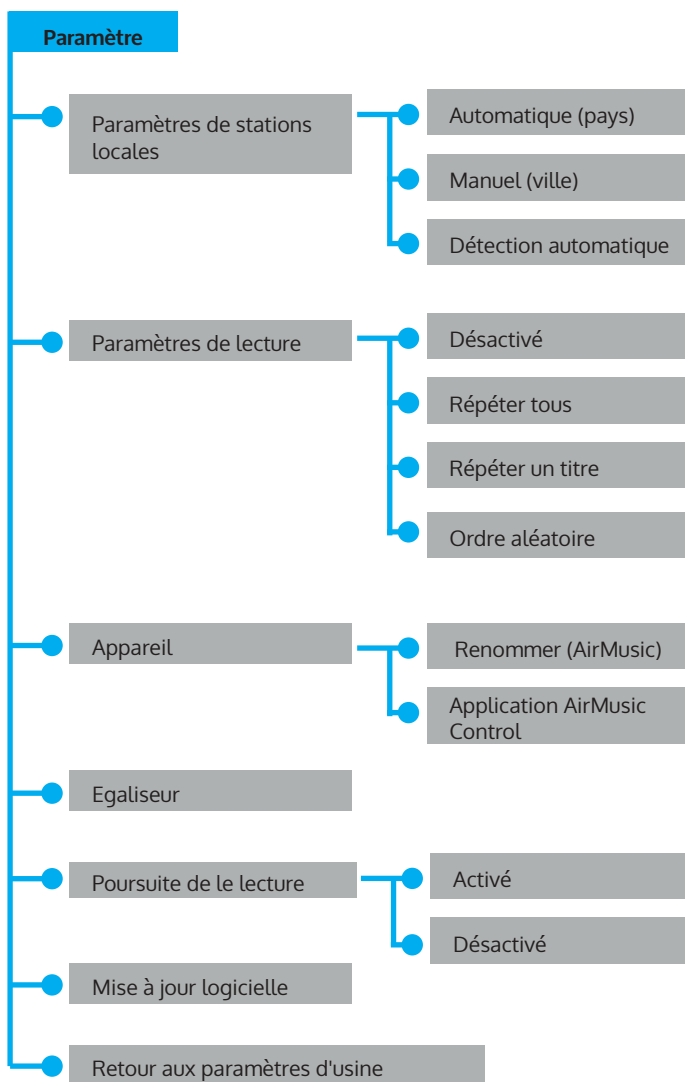 Paramètre
Paramètres de stations
locales
Automatique (pays)
Manuel (ville)
Détection automatique
Paramètres de lecture
Désactivé
Répéter tous
Répéter un titre
Ordre aléatoire
Appareil
Renommer (AirMusic)
Application AirMusic
Control
Egaliseur
Poursuite de le lecture
Activé
Désactivé
Mise à jour logicielle
Retour aux paramètres d'usine